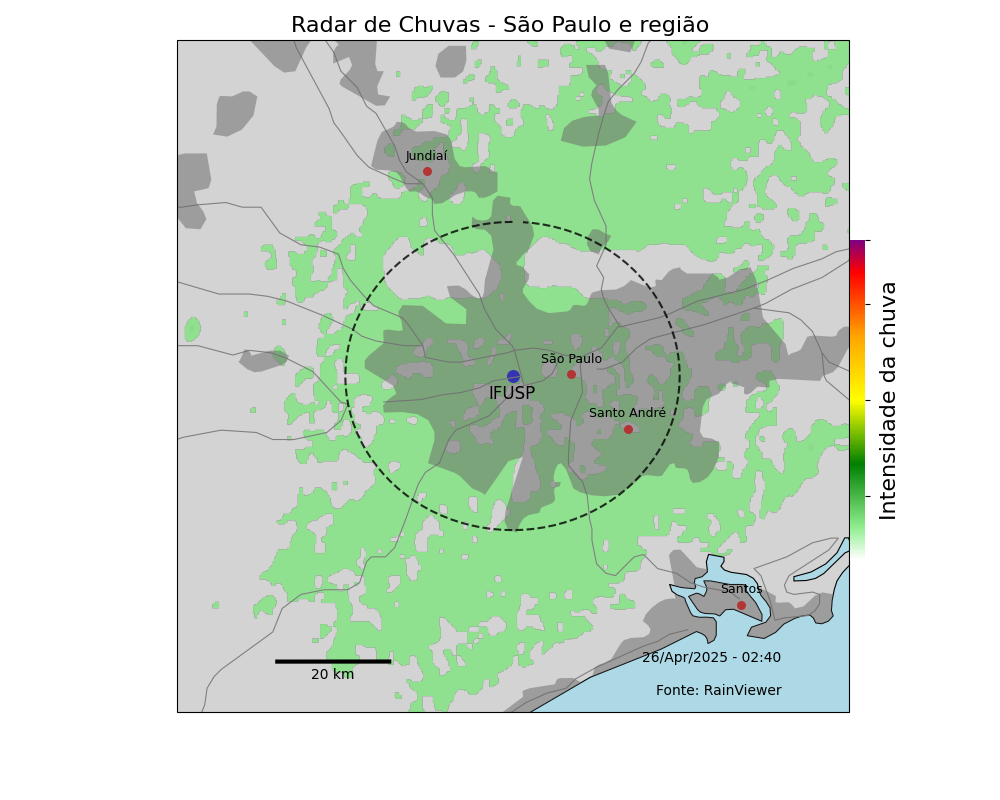 Radar de Chuvas - São Paulo e região
Jundiaí
São Paulo
IFUSP
Santo André
Santos
20 km
26/Apr/2025 - 02:40
Fonte: RainViewer
Intensidade da chuva